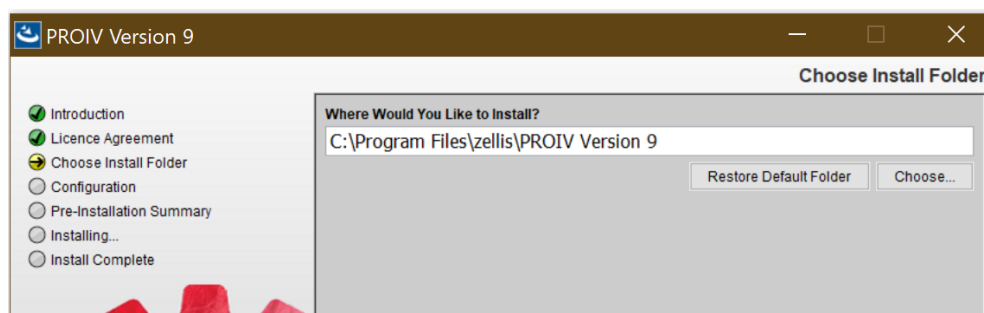 PROIV Version 9
Choose Install Folder
Introduction
Licence Agreement
Choose Install Folder
Configuration
Pre-Installation Summary
Installing...
Install Complete
Where Would You Like to Install?
C:\Program Files\zellis\PROIV Version 9
Restore Default Folder
Choose...